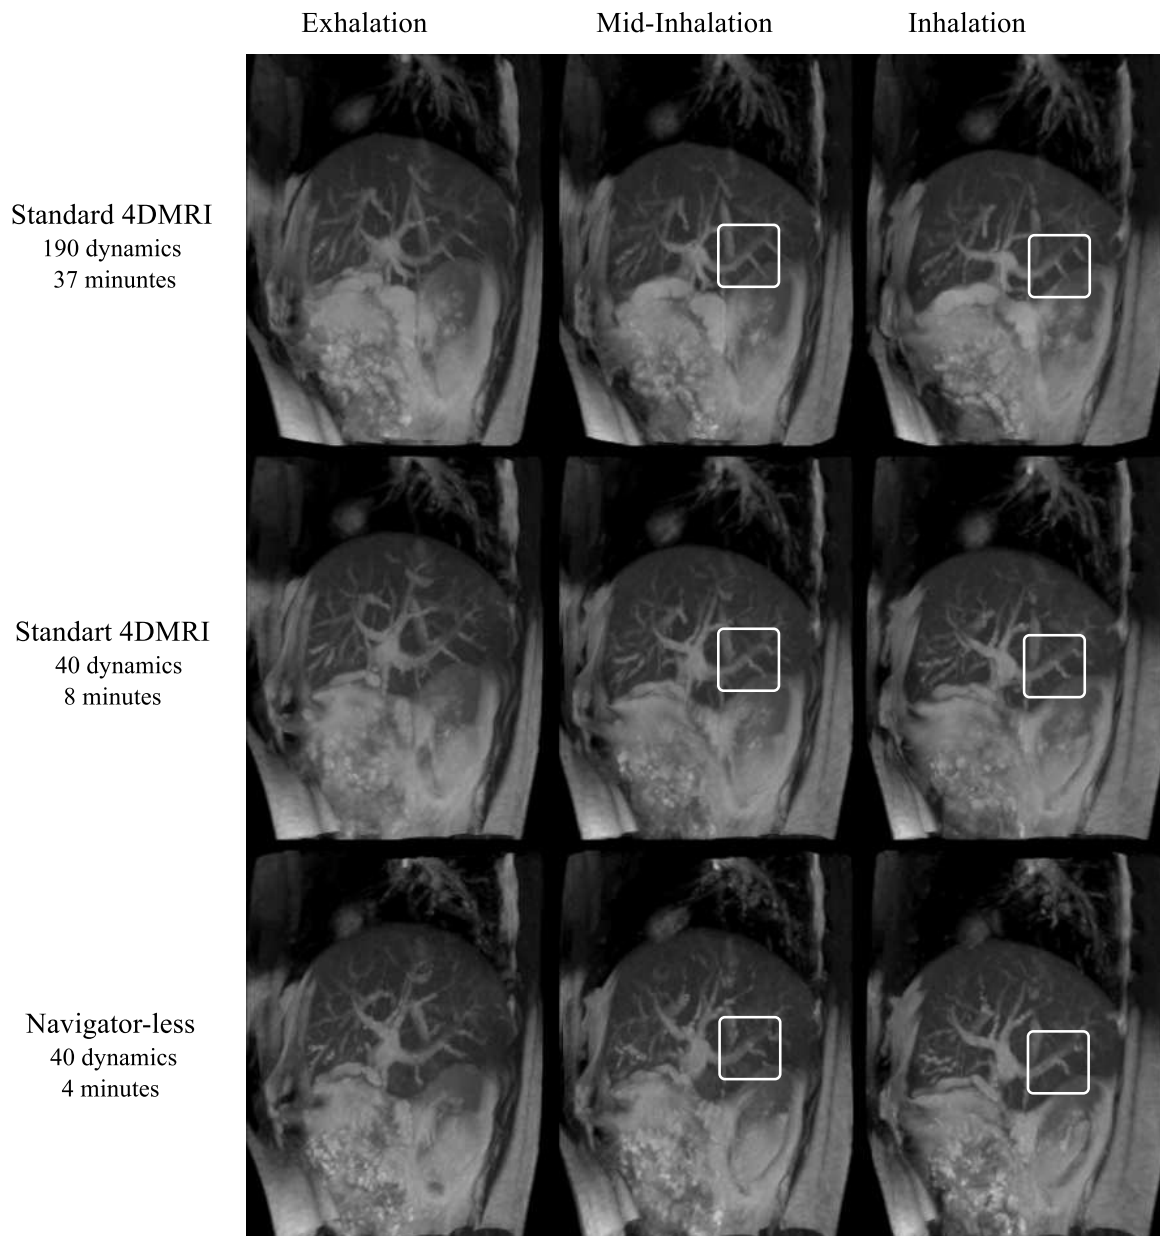 Exhalation Mid-Inhalation Inhalation
Standard 4DMRI
190 dynamics
37 minuntes
Standart 4DMRI
40 dynamics
8 minutes
Navigator-less
40 dynamics
4 minutes